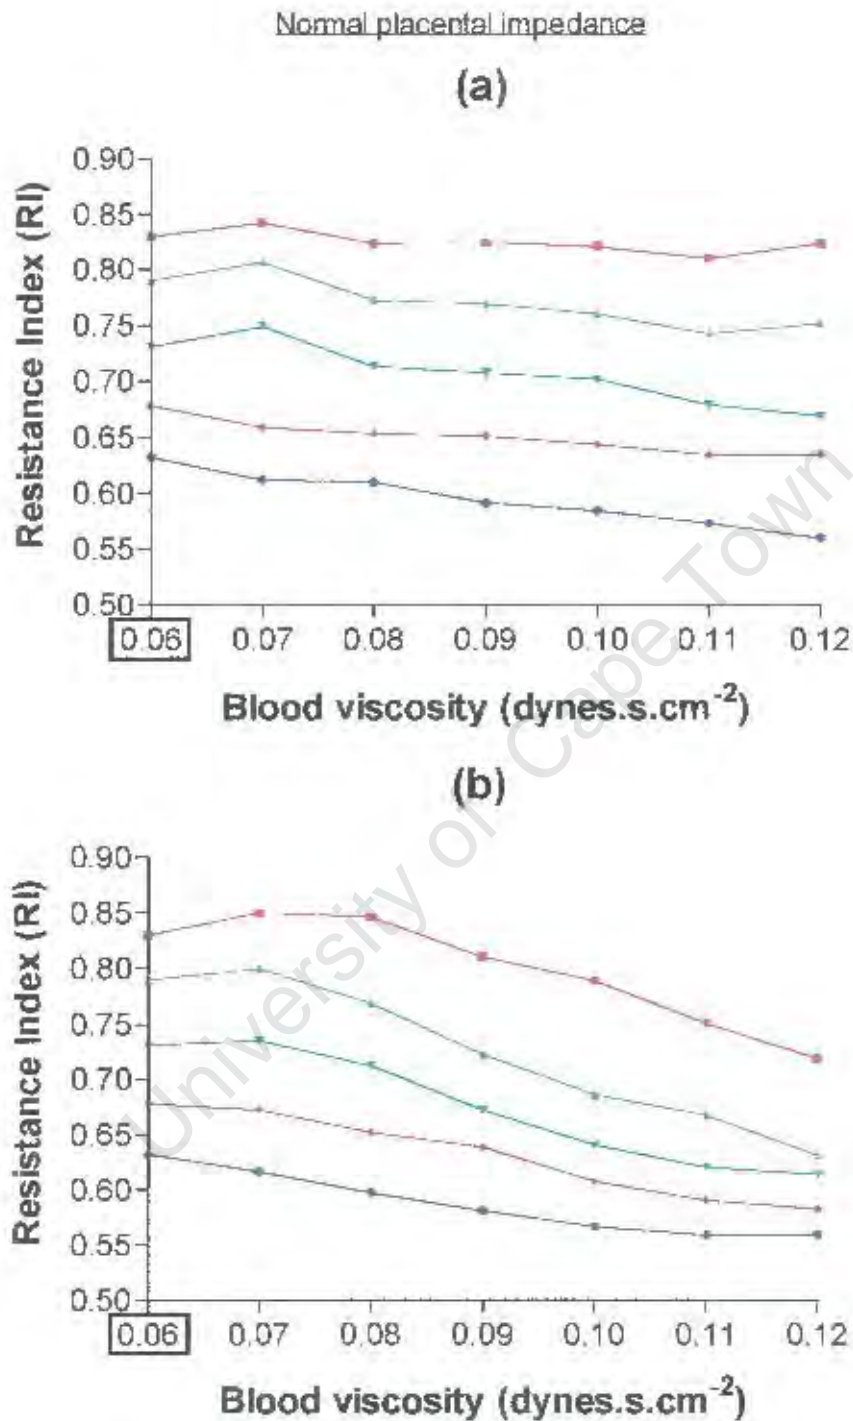 Normal placental impedance
(a)
Resistance Index (RI)
0.90
0.85
0.80
0.75
0.70
0.65
0.60
0.55
0.50
0.06 0.07 0.08 0.09 0.10 0.11 0.12
Blood viscosity (dynes.s.cm⁻²)
(b)
Resistance Index (RI)
0.90
0.85
0.80
0.75
0.70
0.65
0.60
0.55
0.50
0.06 0.07 0.08 0.09 0.10 0.11 0.12
Blood viscosity (dynes.s.cm⁻²)
University of Cape Town